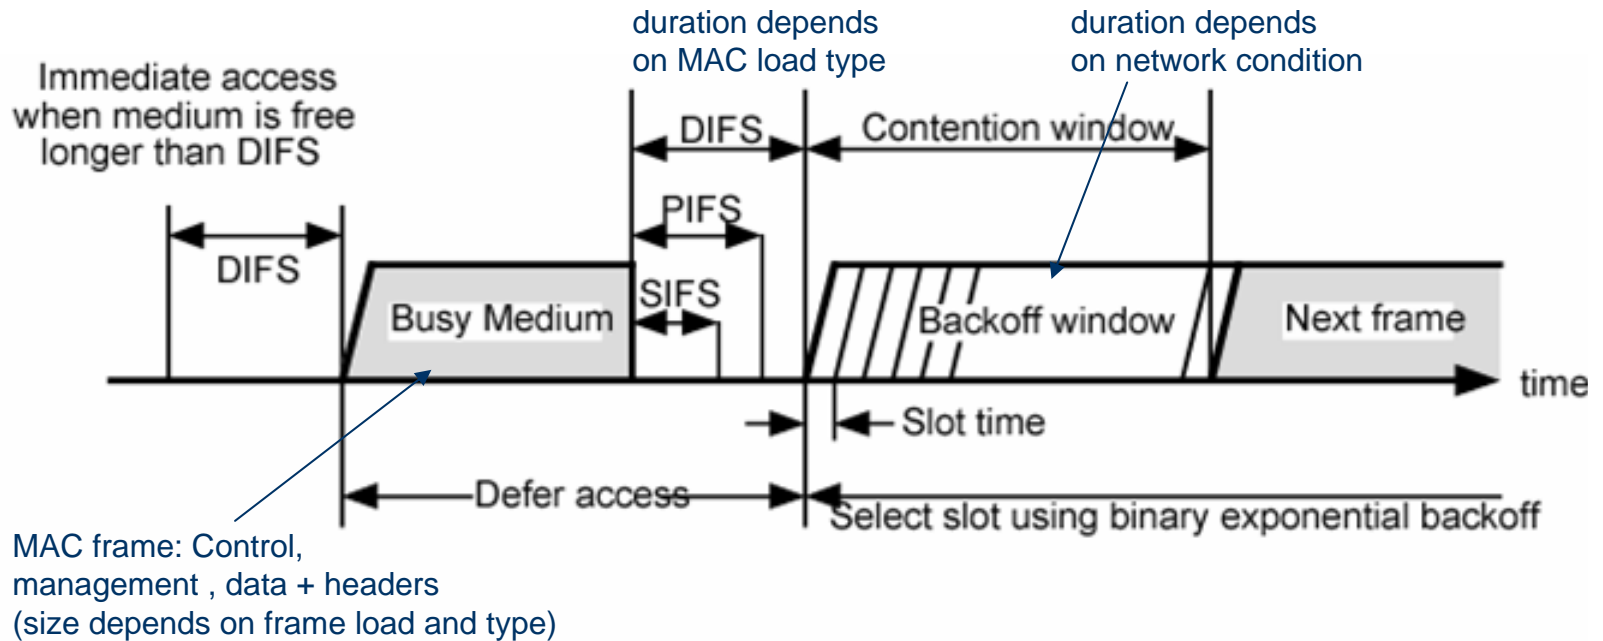 duration depends
on MAC load type
duration depends
on network condition
Immediate access
when medium is free
longer than DIFS
DIFS
Contention window
PIFS
DIFS
SIFS
Busy Medium
Backoff window
Next frame
time
Slot time
Defer access
Select slot using binary exponential backoff
MAC frame: Control,
management , data + headers
(size depends on frame load and type)